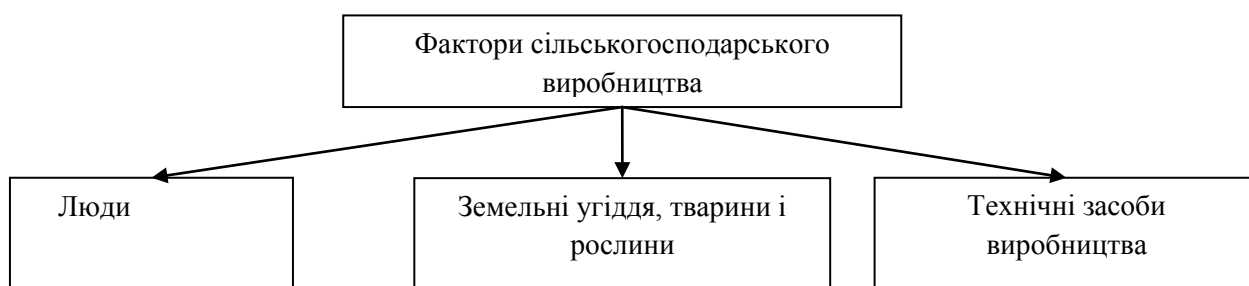 Фактори сільськогосподарського
виробництва
Люди
Земельні угіддя, тварини і
рослини
Технічні засоби
виробництва